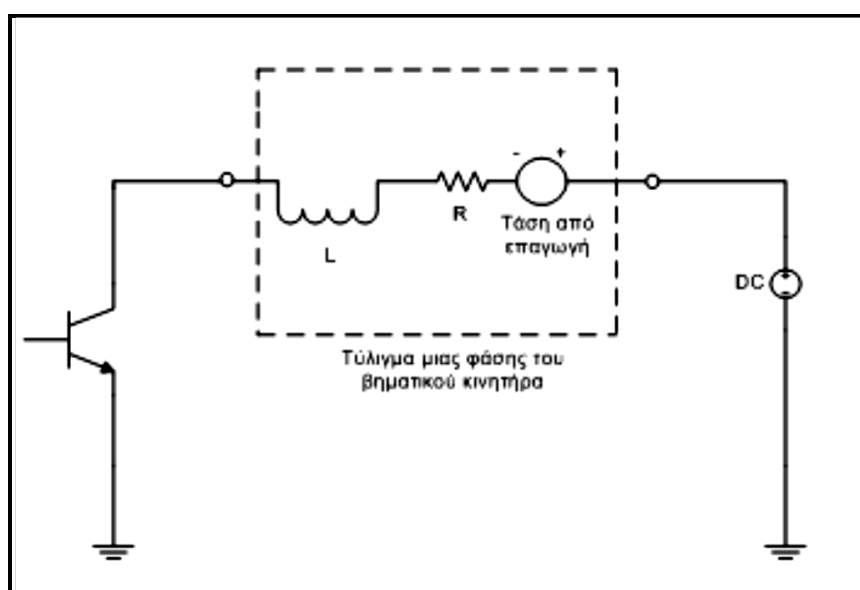 - +
R
Τάση από
επαγωγή
L
DC
Τύλιγμα μιας φάσης του
βηματικού κινητήρα